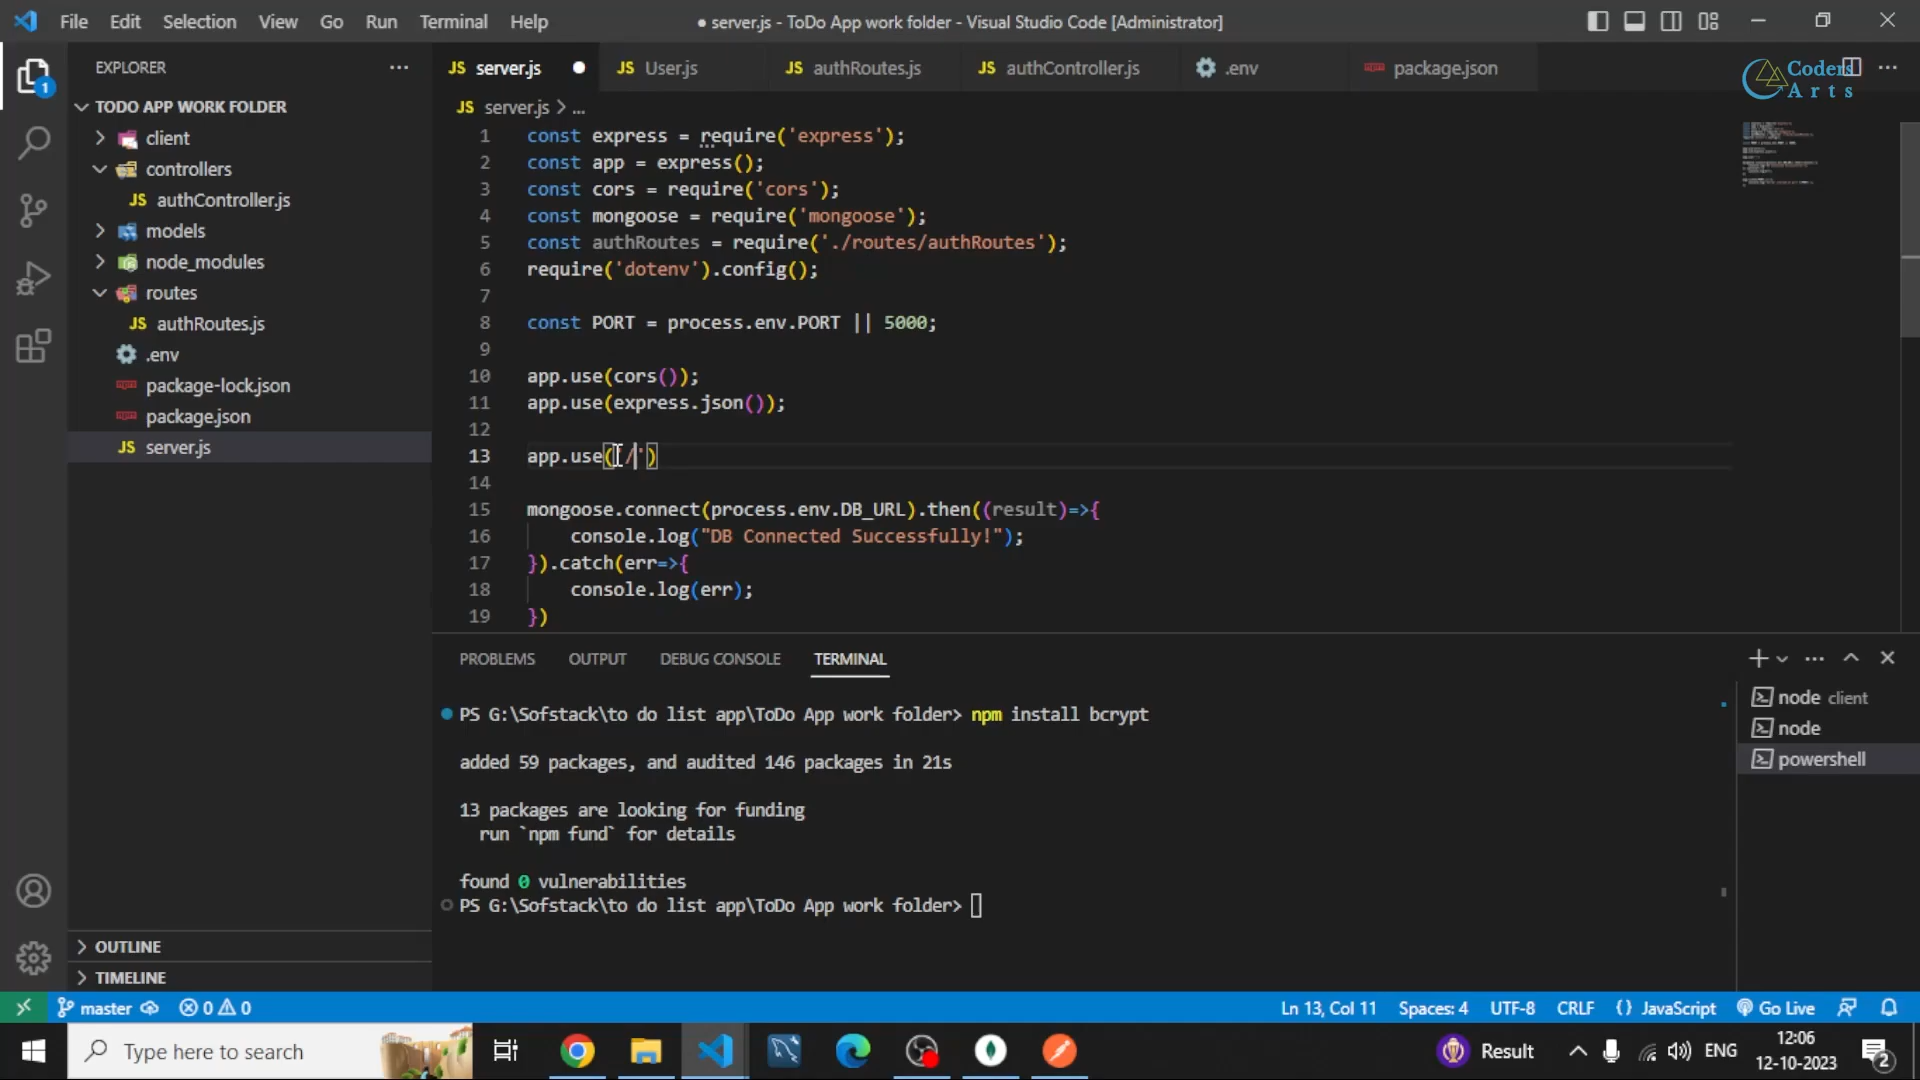 File Edit Selection View Go Run Terminal Help
● server.js - ToDo App work folder - Visual Studio Code [Administrator]
EXPLORER
JS server.js
JS User.js
JS authRoutes.js
JS authController.js
.env
package.json
Coders
Arts
JS server.js > ...
TODO APP WORK FOLDER
client
controllers
JS authController.js
models
node_modules
routes
JS authRoutes.js
.env
package-lock.json
package.json
JS server.js
OUTLINE
TIMELINE
1 const express = require('express');
2 const app = express();
3 const cors = require('cors');
4 const mongoose = require('mongoose');
5 const authRoutes = require('./routes/authRoutes');
6 require('dotenv').config();
7
8 const PORT = process.env.PORT || 5000;
9
10 app.use(cors());
11 app.use(express.json());
12
13 app.use('/')
14
15 mongoose.connect(process.env.DB_URL).then((result)=>{
16 console.log("DB Connected Successfully!");
17 }).catch(err=>{
18 console.log(err);
19 })
PROBLEMS OUTPUT DEBUG CONSOLE TERMINAL
PS G:\Sofstack\to do list app\ToDo App work folder> npm install bcrypt
added 59 packages, and audited 146 packages in 21s
13 packages are looking for funding
run `npm fund` for details
found 0 vulnerabilities
PS G:\Sofstack\to do list app\ToDo App work folder>
node client
node
powershell
1
master 0 0
Ln 13, Col 11 Spaces: 4 UTF-8 CRLF {} JavaScript Go Live
Type here to search
Result
ENG
12:06
12-10-2023
2